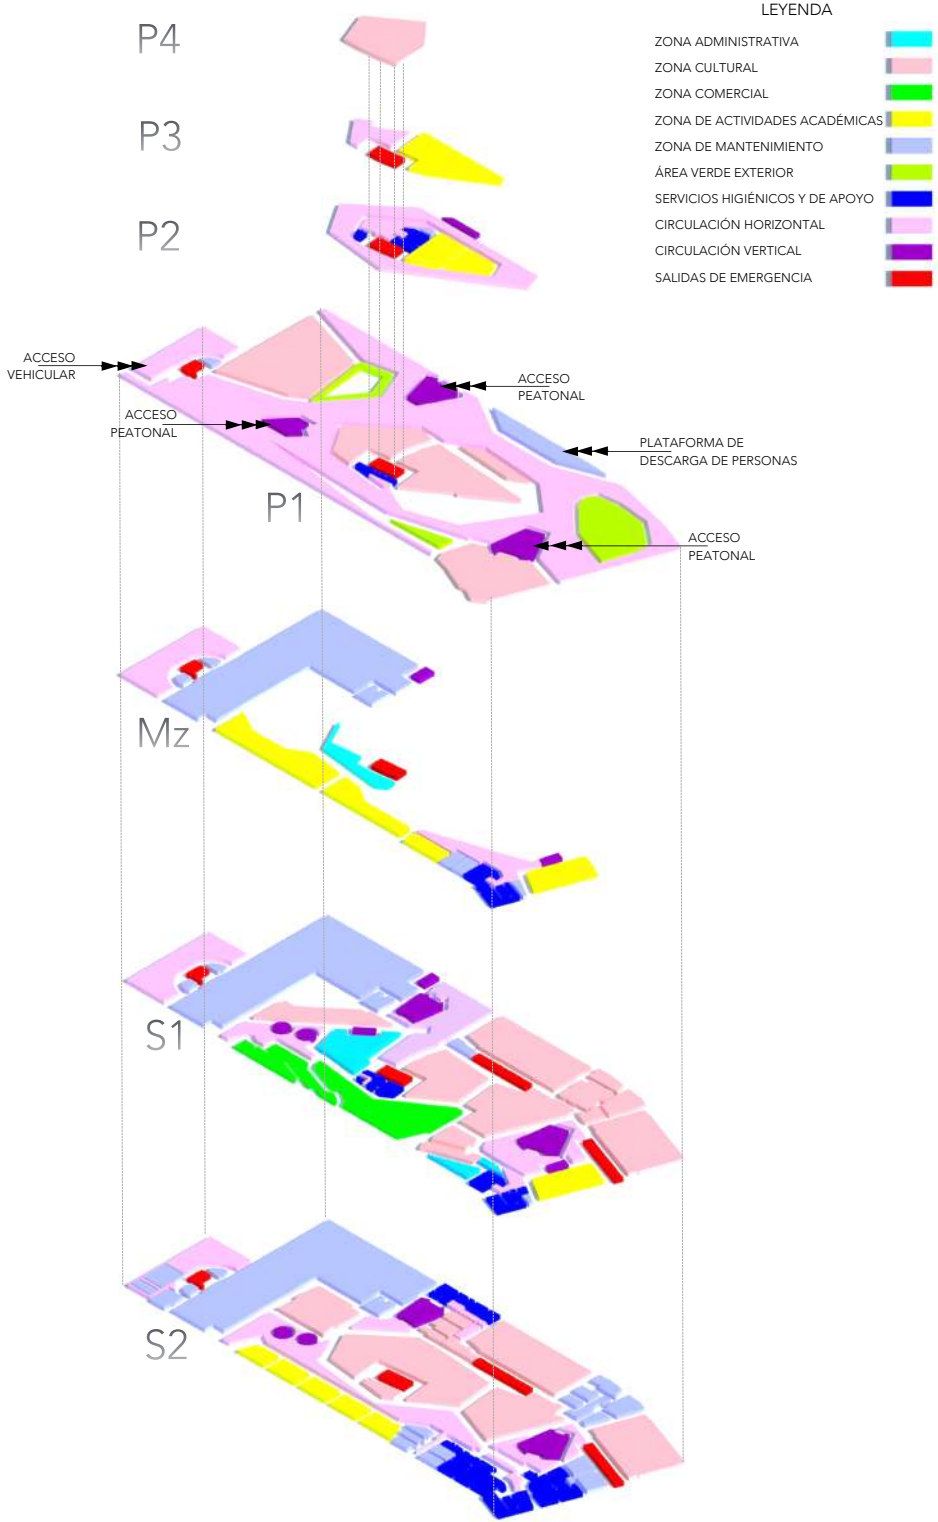 LEYENDA
ZONA ADMINISTRATIVA
ZONA CULTURAL
ZONA COMERCIAL
ZONA DE ACTIVIDADES ACADÉMICAS
ZONA DE MANTENIMIENTO
ÁREA VERDE EXTERIOR
SERVICIOS HIGIÉNICOS Y DE APOYO
CIRCULACIÓN HORIZONTAL
CIRCULACIÓN VERTICAL
SALIDAS DE EMERGENCIA
P4
P3
P2
ACCESO
VEHICULAR
ACCESO
PEATONAL
ACCESO
PEATONAL
PLATAFORMA DE
DESCARGA DE PERSONAS
P1
ACCESO
PEATONAL
Mz
S1
S2